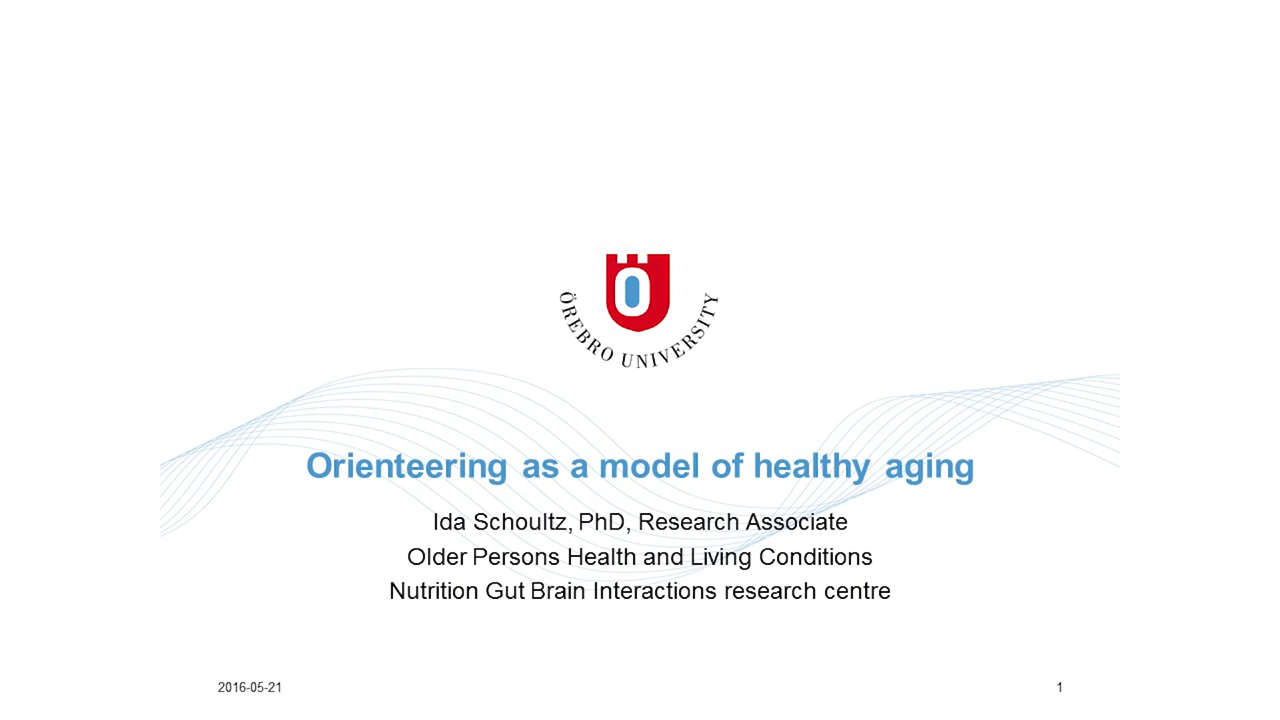 Ö
ÖREBRO UNIVERSITY
Orienteering as a model of healthy aging
Ida Schoultz, PhD, Research Associate
Older Persons Health and Living Conditions
Nutrition Gut Brain Interactions research centre
2016-05-21
1